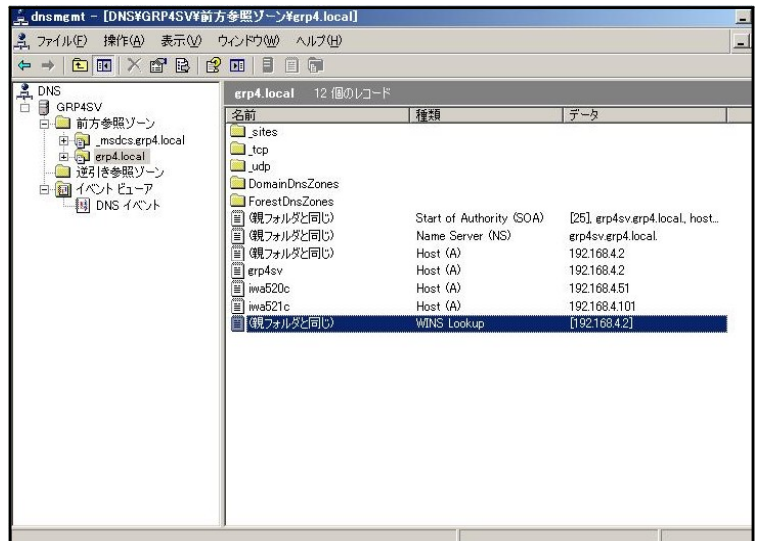 dnsmgmt - [DNS¥GRP4SV¥前方参照ゾーン¥grp4.local]
ファイル(F) 操作(A) 表示(V) ウィンドウ(W) ヘルプ(H)
DNS
GRP4SV
前方参照ゾーン
_msdcs.grp4.local
grp4.local
逆引き参照ゾーン
イベント ビューア
DNS イベント
grp4.local 12 個のレコード
名前 種類 データ
_sites
_tcp
_udp
DomainDnsZones
ForestDnsZones
(親フォルダと同じ) Start of Authority (SOA) [25], grp4sv.grp4.local., host...
(親フォルダと同じ) Name Server (NS) grp4sv.grp4.local.
(親フォルダと同じ) Host (A) 192.168.4.2
grp4sv Host (A) 192.168.4.2
iwa520c Host (A) 192.168.4.51
iwa521c Host (A) 192.168.4.101
(親フォルダと同じ) WINS Lookup [192.168.4.2]